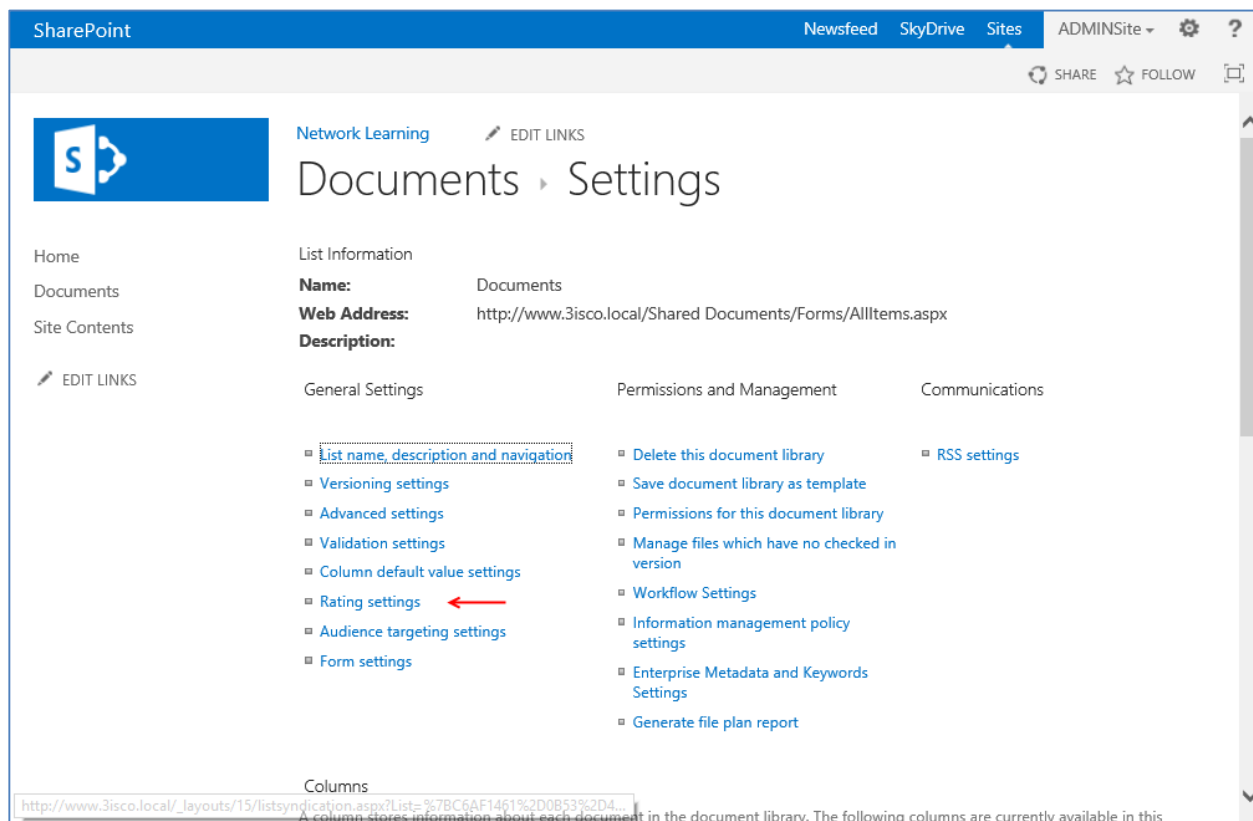 SharePoint
Newsfeed SkyDrive Sites ADMINSite ?
SHARE FOLLOW
S
Network Learning EDIT LINKS
Documents Settings
Home
Documents
Site Contents
EDIT LINKS
List Information
Name: Documents
Web Address: http://www.3isco.local/Shared Documents/Forms/AllItems.aspx
Description:
General Settings
List name, description and navigation
Versioning settings
Advanced settings
Validation settings
Column default value settings
Rating settings
Audience targeting settings
Form settings
Permissions and Management
Delete this document library
Save document library as template
Permissions for this document library
Manage files which have no checked in
version
Workflow Settings
Information management policy
settings
Enterprise Metadata and Keywords
Settings
Generate file plan report
Communications
RSS settings
Columns
A column stores information about each document in the document library. The following columns are currently available in this
http://www.3isco.local/_layouts/15/listsyndication.aspx?List=%7BC6AF1461%2D0B53%2D4...